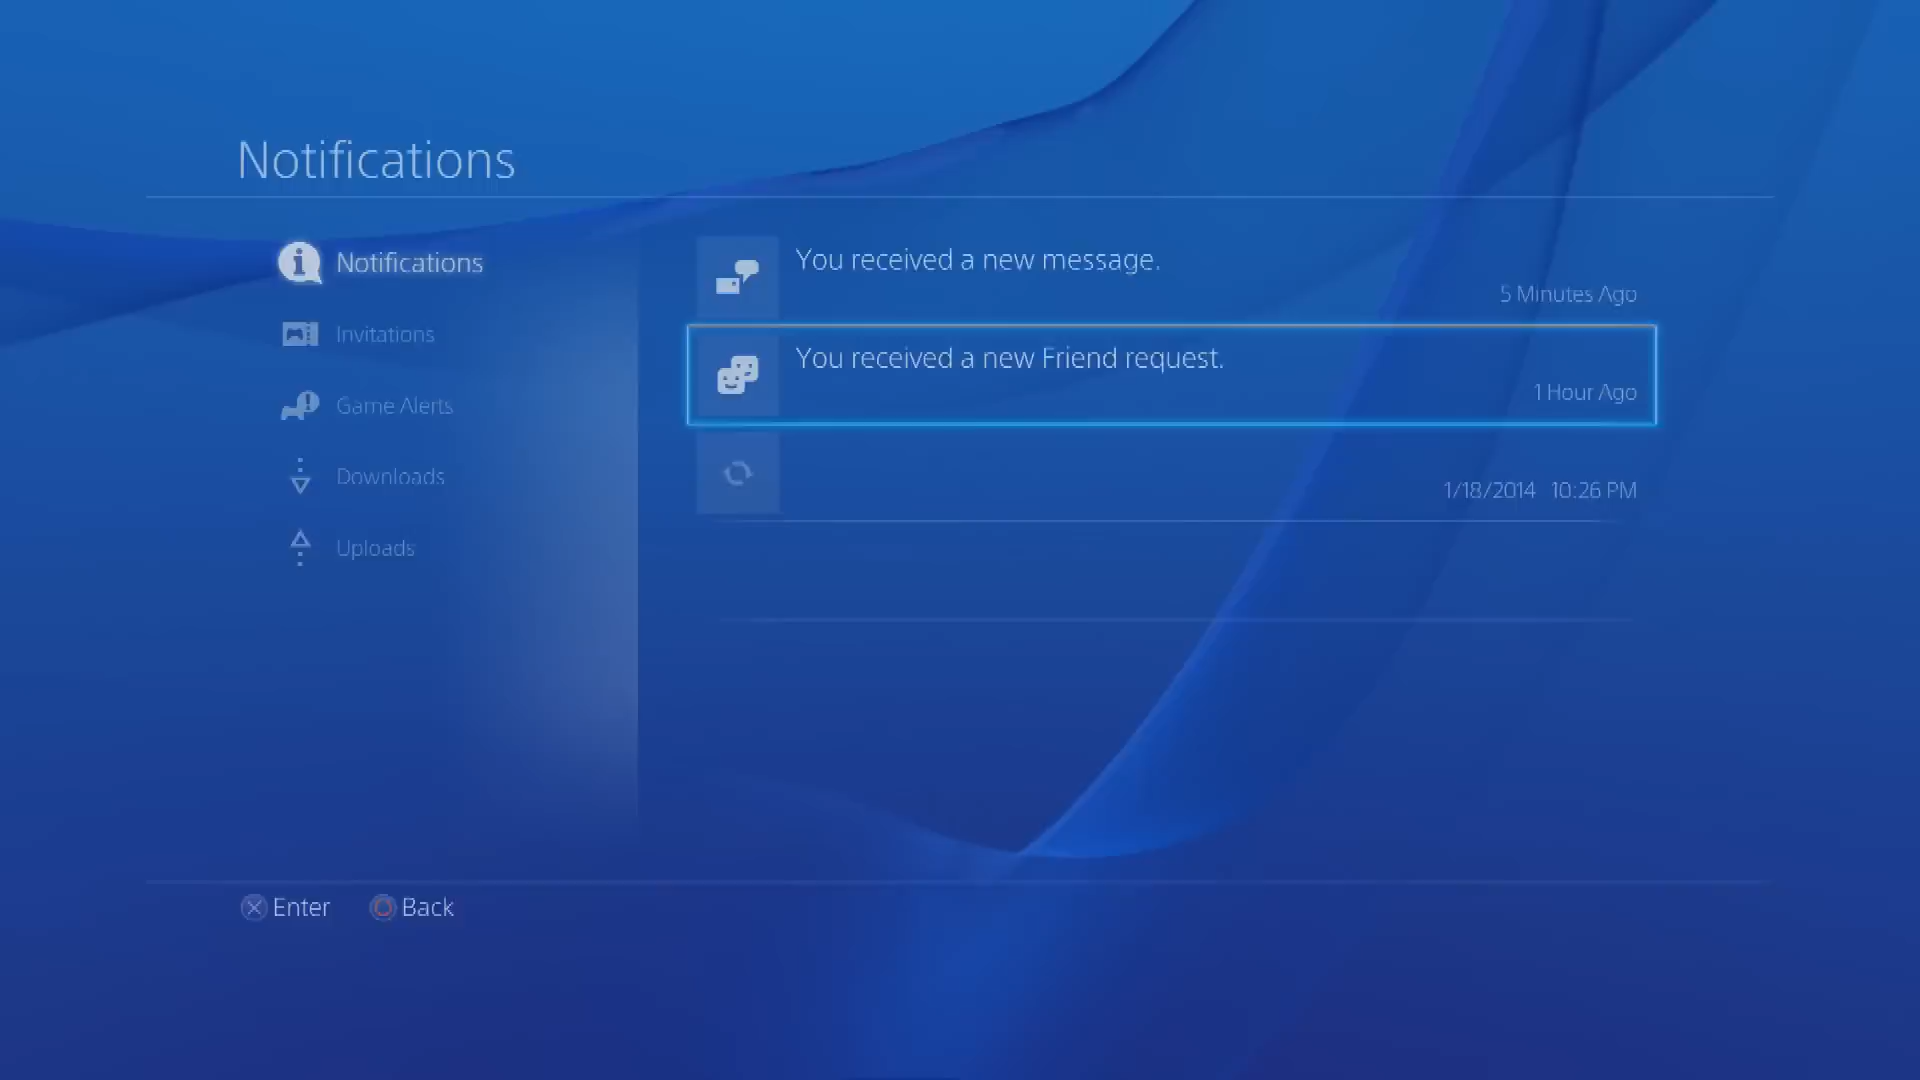 Notifications
Notifications
Invitations
Game Alerts
Downloads
Uploads
You received a new message.
5 Minutes Ago
You received a new Friend request.
1 Hour Ago
1/18/2014 10:26 PM
Enter Back